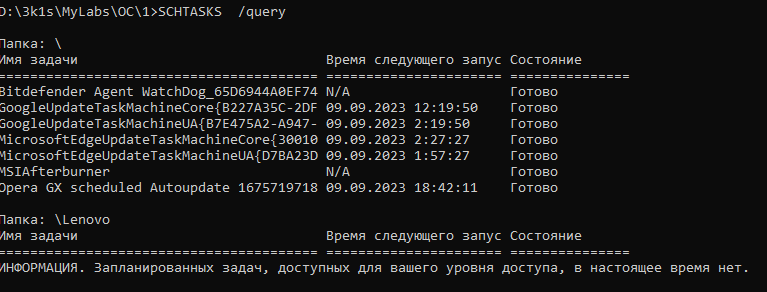 D:\3k1s\MyLabs\OC\1>SCHTASKS  /query
Папка: \
Имя задачи                               Время следующего запус Состояние
======================================== ====================== ===============
Bitdefender Agent WatchDog_65D6944A0EF74 N/A                    Готово
GoogleUpdateTaskMachineCore{B227A35C-2DF 09.09.2023 12:19:50    Готово
GoogleUpdateTaskMachineUA{B7E475A2-A947- 09.09.2023 2:19:50     Готово
MicrosoftEdgeUpdateTaskMachineCore{30010 09.09.2023 2:27:27     Готово
MicrosoftEdgeUpdateTaskMachineUA{D7BA23D 09.09.2023 1:57:27     Готово
MSIAfterburner                           N/A                    Готово
Opera GX scheduled Autoupdate 1675719718 09.09.2023 18:42:11    Готово
Папка: \Lenovo
Имя задачи                               Время следующего запус Состояние
======================================== ====================== ===============
ИНФОРМАЦИЯ. Запланированных задач, доступных для вашего уровня доступа, в настоящее время нет.